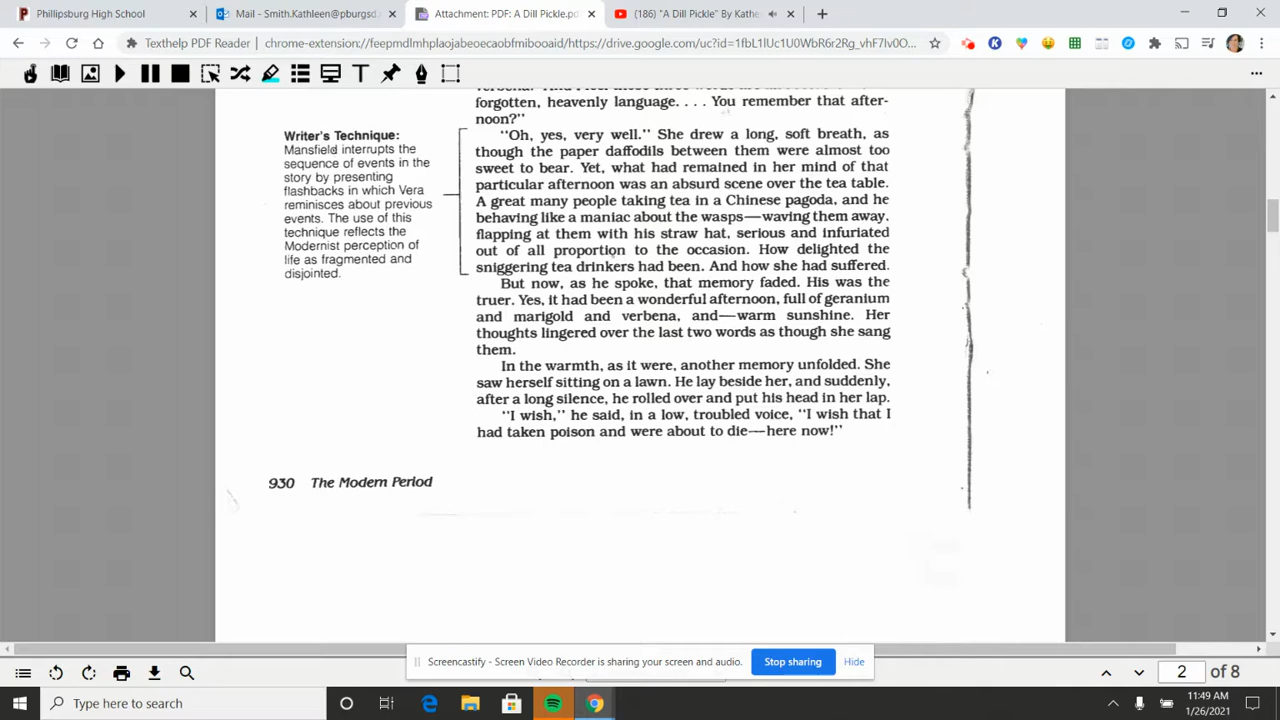 Phillipsburg High School
Mail - Smith.Kathleen@pburgsd.
Attachment: PDF: A Dill Pickle.pd
(186) "A Dill Pickle" By Kathe
Texthelp PDF Reader
T
forgotten, heavenly language. . . . You remember that after-
noon?"
"Oh, yes, very well." She drew a long, soft breath, as
though the paper daffodils between them were almost too
sweet to bear. Yet, what had remained in her mind of that
particular afternoon was an absurd scene over the tea table.
A great many people taking tea in a Chinese pagoda, and he
behaving like a maniac about the wasps—waving them away,
flapping at them with his straw hat, serious and infuriated
out of all proportion to the occasion. How delighted the
sniggering tea drinkers had been. And how she had suffered.
But now, as he spoke, that memory faded. His was the
truer. Yes, it had been a wonderful afternoon, full of geranium
and marigold and verbena, and—warm sunshine. Her
thoughts lingered over the last two words as though she sang
them.
In the warmth, as it were, another memory unfolded. She
saw herself sitting on a lawn. He lay beside her, and suddenly,
after a long silence, he rolled over and put his head in her lap.
"I wish," he said, in a low, troubled voice, "I wish that I
had taken poison and were about to die—here now!"
Writer's Technique:
Mansfield interrupts the
sequence of events in the
story by presenting
flashbacks in which Vera
reminisces about previous
events. The use of this
technique reflects the
Modernist perception of
life as fragmented and
disjointed.
930 The Modern Period
Screencastify - Screen Video Recorder is sharing your screen and audio.
Stop sharing
Hide
2 of 8
Type here to search
11:49 AM
1/26/2021